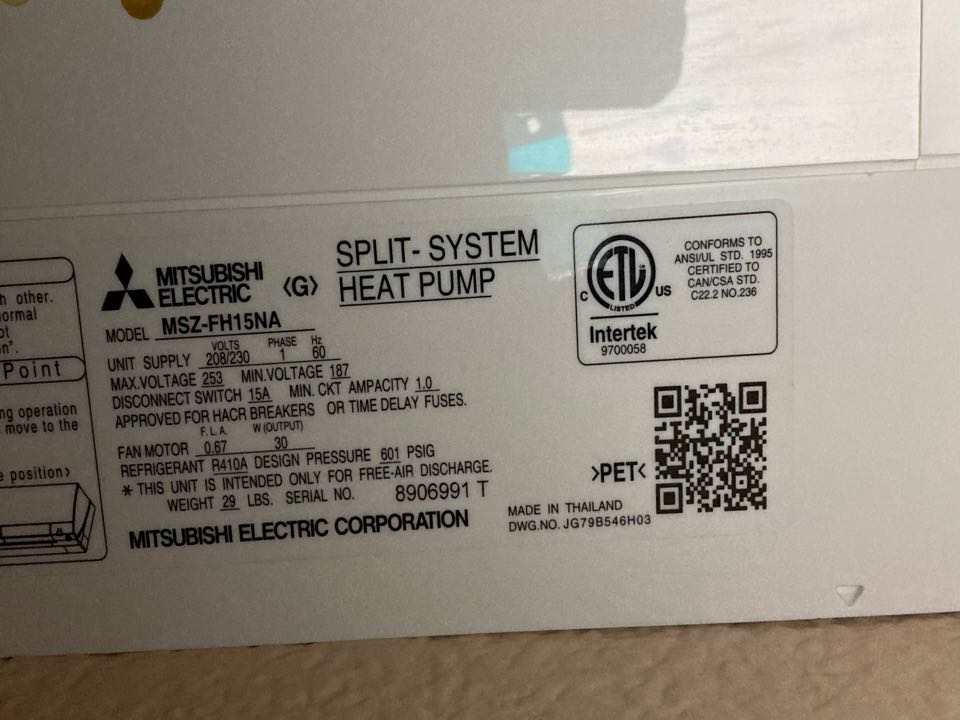 h other.
ormal
ot
n".
Point
ng operation
move to the
e position>
MITSUBISHI
ELECTRIC
<G>
SPLIT- SYSTEM
HEAT PUMP
MODEL MSZ-FH15NA
VOLTS PHASE Hz
UNIT SUPPLY 208/230 1 60
MAX.VOLTAGE 253 MIN.VOLTAGE 187
DISCONNECT SWITCH 15A MIN. CKT AMPACITY 1.0
APPROVED FOR HACR BREAKERS OR TIME DELAY FUSES.
F.L.A. W (OUTPUT)
FAN MOTOR 0.67 30
REFRIGERANT R410A DESIGN PRESSURE 601 PSIG
* THIS UNIT IS INTENDED ONLY FOR FREE-AIR DISCHARGE.
WEIGHT 29 LBS. SERIAL NO. 8906991 T
MITSUBISHI ELECTRIC CORPORATION
C ETL US
LISTED
Intertek
9700058
CONFORMS TO
ANSI/UL STD. 1995
CERTIFIED TO
CAN/CSA STD.
C22.2 NO.236
>PET<
MADE IN THAILAND
DWG.NO. JG79B546H03